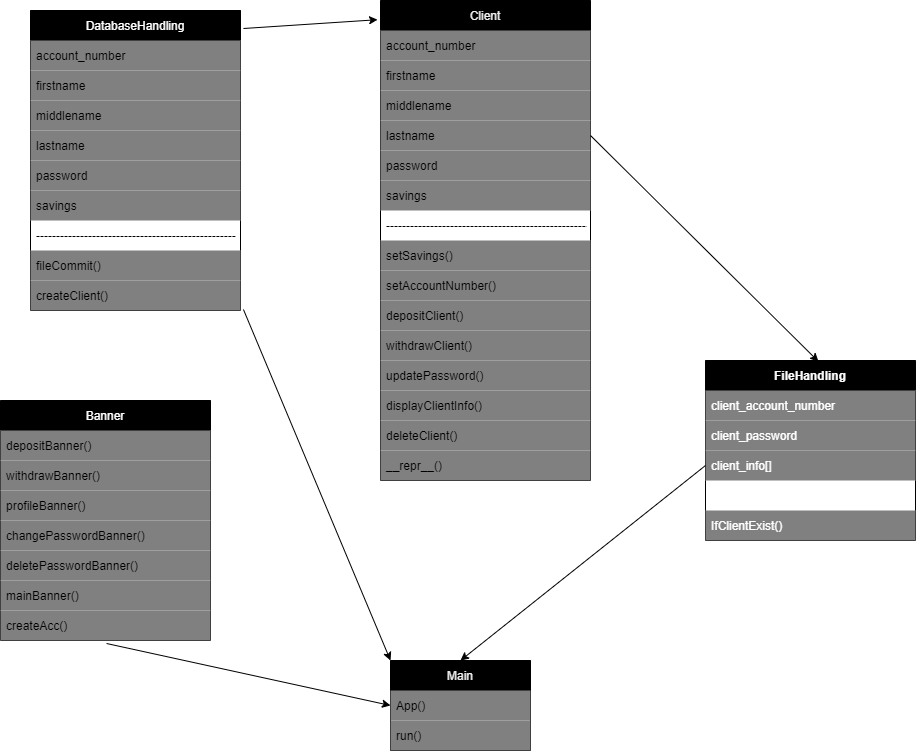 DatabaseHandling
account_number
firstname
middlename
lastname
password
savings
--------------------------------------------------
fileCommit()
createClient()
Client
account_number
firstname
middlename
lastname
password
savings
--------------------------------------------------
setSavings()
setAccountNumber()
depositClient()
withdrawClient()
updatePassword()
displayClientInfo()
deleteClient()
__repr__()
FileHandling
client_account_number
client_password
client_info[]
IfClientExist()
Banner
depositBanner()
withdrawBanner()
profileBanner()
changePasswordBanner()
deletePasswordBanner()
mainBanner()
createAcc()
Main
App()
run()